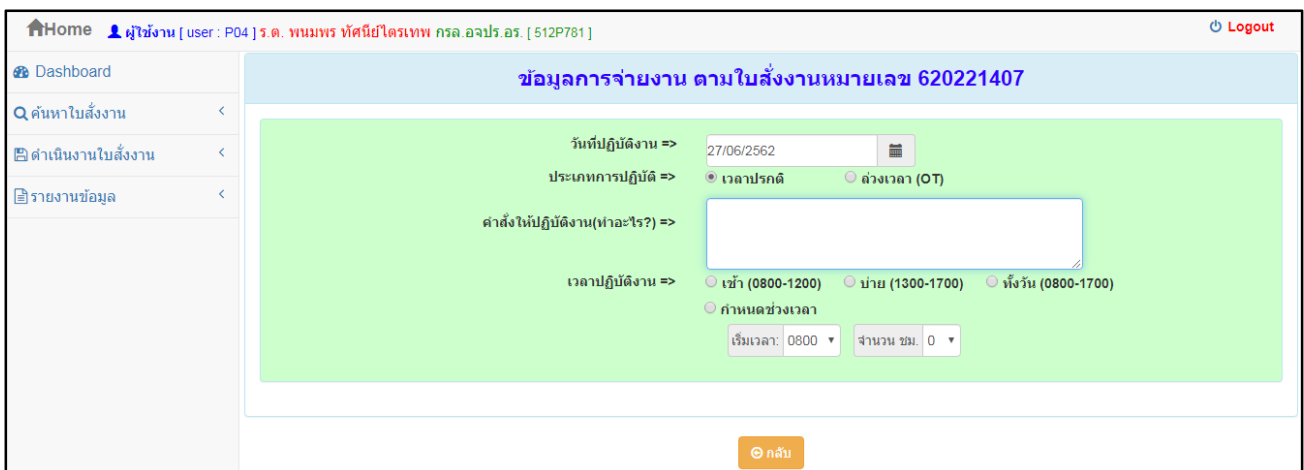 Home ผู้ใช้งาน [ user : P04 ] ร.ต. พนมพร ทัศนีย์ไตรเทพ กรล.อจปร.อร. [ 512P781 ] Logout
Dashboard
ค้นหาใบสั่งงาน
ดำเนินงานใบสั่งงาน
รายงานข้อมูล
ข้อมูลการจ่ายงาน ตามใบสั่งงานหมายเลข 620221407
วันที่ปฏิบัติงาน => 27/06/2562
ประเภทการปฏิบัติ => เวลาปรกติ ล่วงเวลา (OT)
คำสั่งให้ปฏิบัติงาน(ทำอะไร?) =>
เวลาปฏิบัติงาน => เช้า (0800-1200) บ่าย (1300-1700) ทั้งวัน (0800-1700)
กำหนดช่วงเวลา
เริ่มเวลา: 0800 จำนวน ชม. 0
กลับ